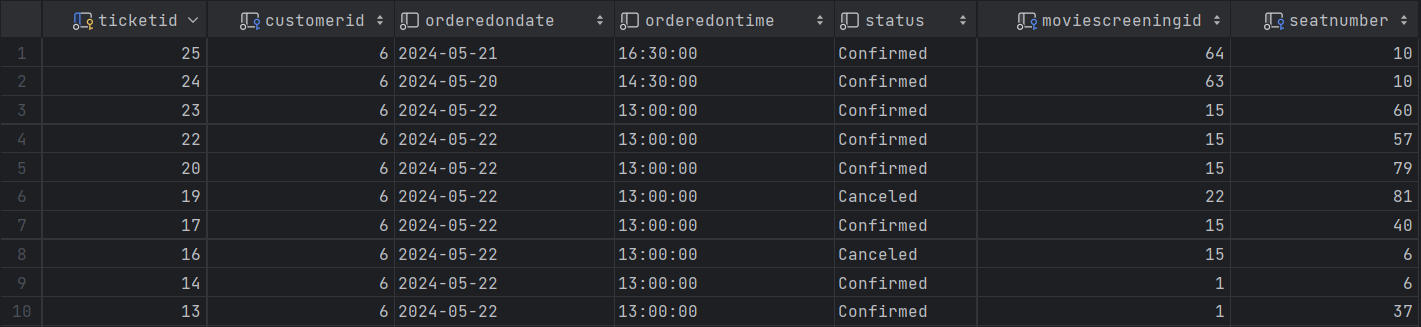 ticketid customerid orderedondate orderedontime status moviescreeningid seatnumber
1 25 6 2024-05-21 16:30:00 Confirmed 64 10
2 24 6 2024-05-20 14:30:00 Confirmed 63 10
3 23 6 2024-05-22 13:00:00 Confirmed 15 60
4 22 6 2024-05-22 13:00:00 Confirmed 15 57
5 20 6 2024-05-22 13:00:00 Confirmed 15 79
6 19 6 2024-05-22 13:00:00 Canceled 22 81
7 17 6 2024-05-22 13:00:00 Confirmed 15 40
8 16 6 2024-05-22 13:00:00 Canceled 15 6
9 14 6 2024-05-22 13:00:00 Confirmed 1 6
10 13 6 2024-05-22 13:00:00 Confirmed 1 37